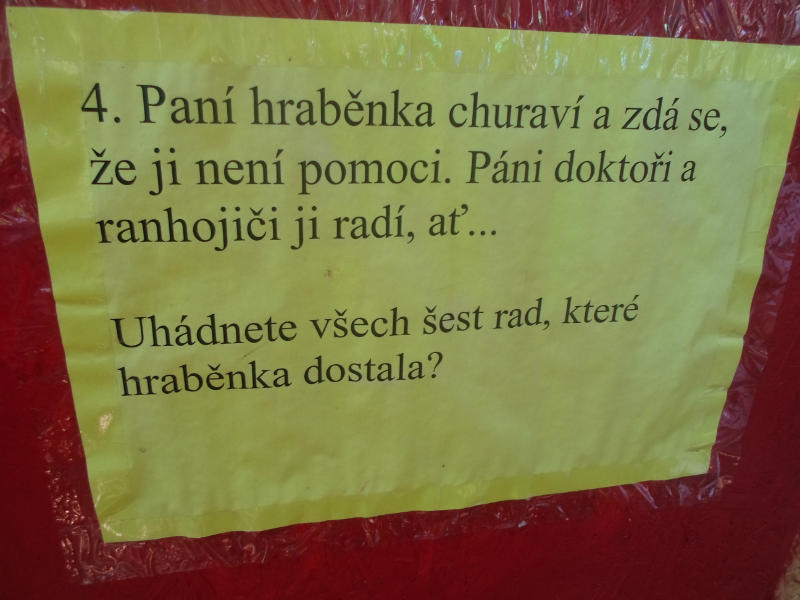 4. Paní hraběnka churaví a zdá se,
že ji není pomoci. Páni doktoři a
ranhojiči ji radí, ať...
Uhádnete všech šest rad, které
hraběnka dostala?